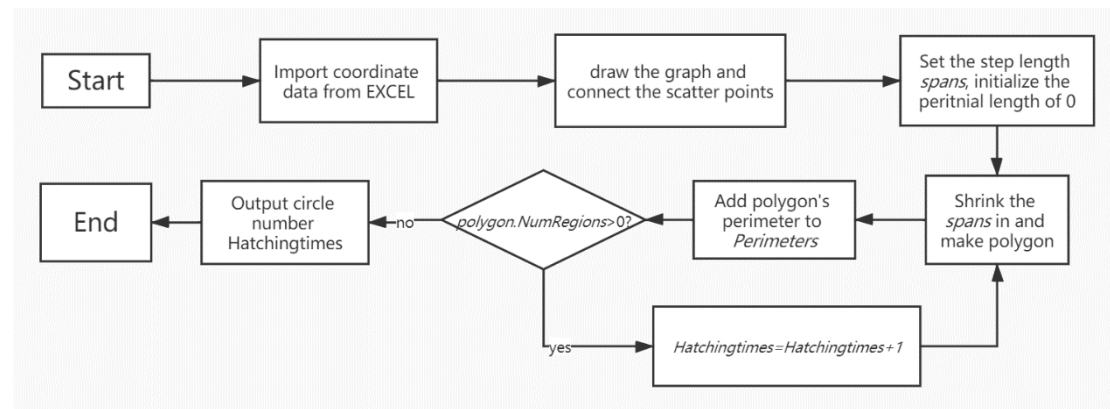 Start
Import coordinate
data from EXCEL
draw the graph and
connect the scatter points
Set the step length
spans, initialize the
peritnial length of 0
Shrink the
spans in and
make polygon
Add polygon's
perimeter to
Perimeters
polygon.NumRegions>0?
no
Output circle
number
Hatchingtimes
End
yes
Hatchingtimes=Hatchingtimes+1